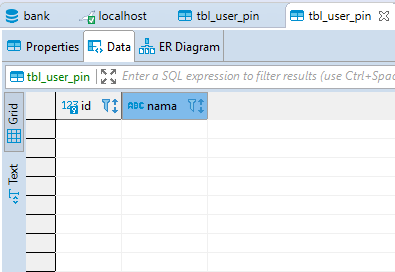 bank localhost tbl_user_pin tbl_user_pin
Properties Data ER Diagram
tbl_user_pin Enter a SQL expression to filter results (use Ctrl+Spac
123 id ABC nama
Grid
Text